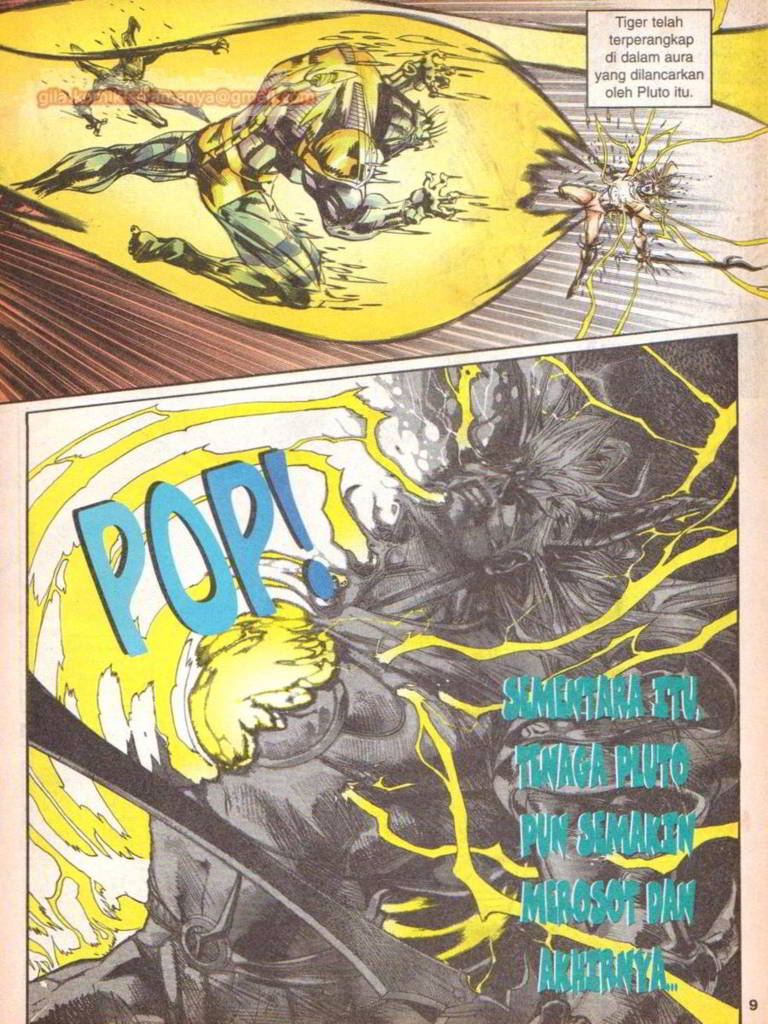 Tiger telah
terperangkap
di dalam aura
yang dilancarkan
oleh Pluto itu.
POP!
SEMENTARA ITU,
TENAGA PLUTO
PUN SEMAKIN
MEROSOT DAN
AKHIRNYA...
9